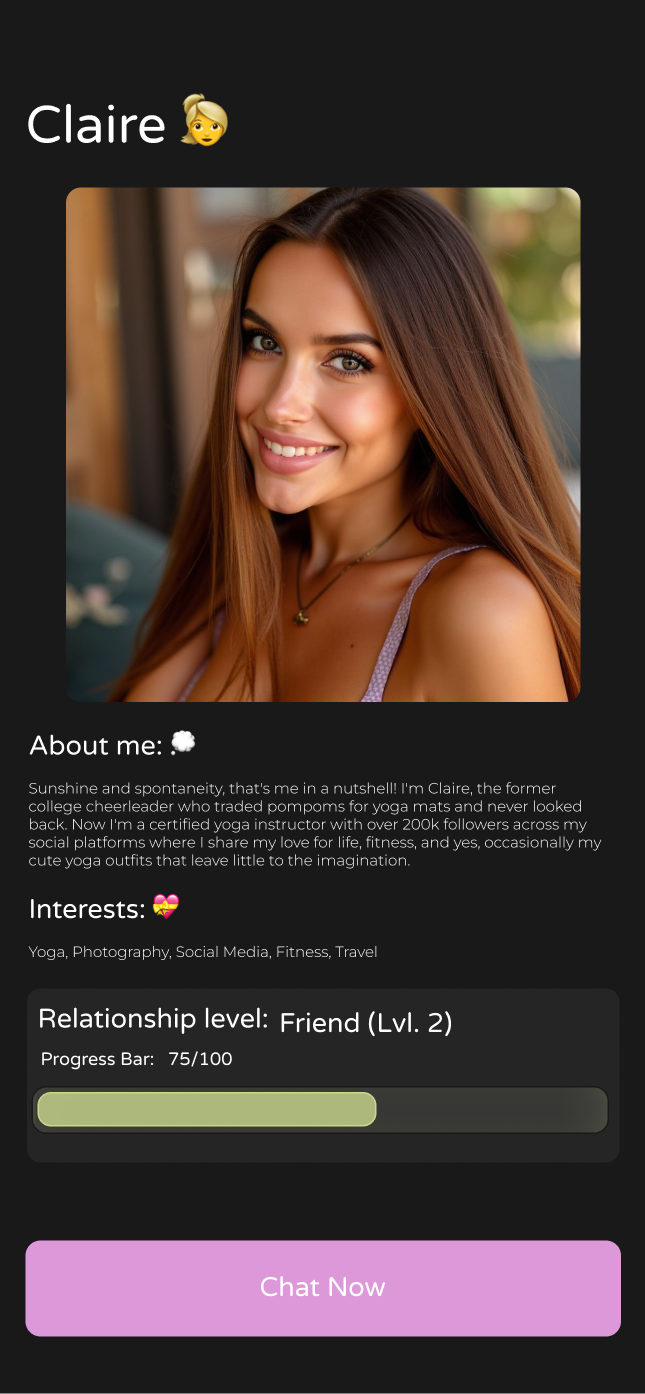 Claire
About me:
Sunshine and spontaneity, that's me in a nutshell! I'm Claire, the former
college cheerleader who traded pompoms for yoga mats and never looked
back. Now I'm a certified yoga instructor with over 200k followers across my
social platforms where I share my love for life, fitness, and yes, occasionally my
cute yoga outfits that leave little to the imagination.
Interests:
Yoga, Photography, Social Media, Fitness, Travel
Relationship level: Friend (Lvl. 2)
Progress Bar: 75/100
Chat Now